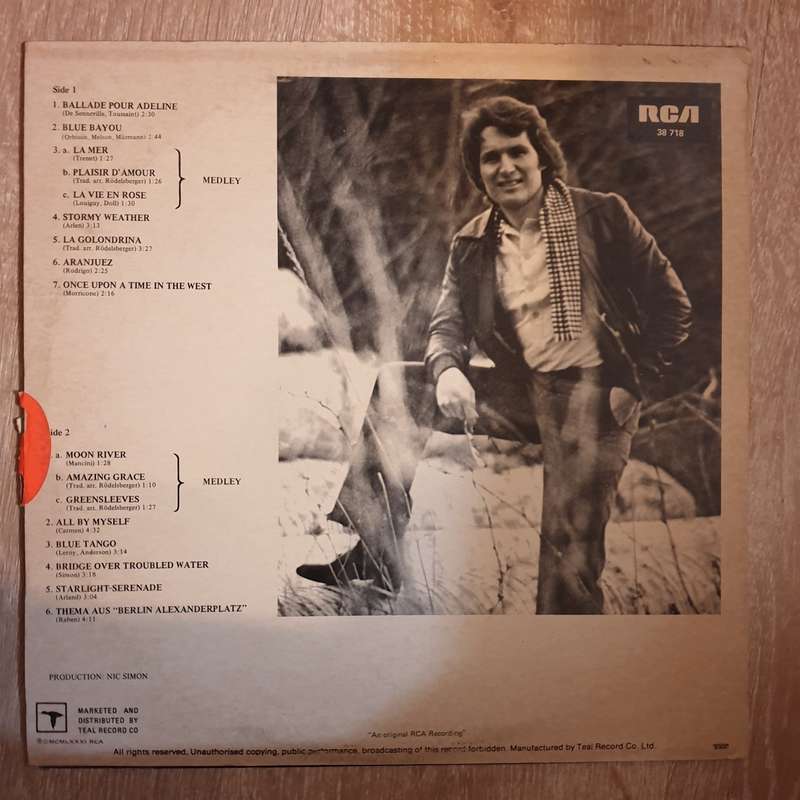 Side 1
1. BALLADE POUR ADELINE
(De Senneville, Toussaint) 2:30
2. BLUE BAYOU
(Orbison, Melson, Mürmann) 2:44
3. a. LA MER
(Trenet) 1:27
b. PLAISIR D'AMOUR
(Trad. arr. Rödelsberger) 1:26
MEDLEY
c. LA VIE EN ROSE
(Louiguy, Doll) 1:30
4. STORMY WEATHER
(Arlen) 3:13
5. LA GOLONDRINA
(Trad. arr. Rödelsberger) 3:27
6. ARANJUEZ
(Rodrigo) 2:25
7. ONCE UPON A TIME IN THE WEST
(Morricone) 2:16
ide 2
a. MOON RIVER
(Mancini) 1:28
b. AMAZING GRACE
(Trad. arr. Rödelsberger) 1:10
MEDLEY
c. GREENSLEEVES
(Trad. arr. Rödelsberger) 1:27
2. ALL BY MYSELF
(Carmen) 4:32
3. BLUE TANGO
(Leroy, Anderson) 3:14
4. BRIDGE OVER TROUBLED WATER
(Simon) 3:18
5. STARLIGHT-SERENADE
(Arland) 3:04
6. THEMA AUS "BERLIN ALEXANDERPLATZ"
(Raben) 4:11
RCA
38 718
PRODUCTION: NIC SIMON
MARKETED AND
DISTRIBUTED BY
TEAL RECORD CO
℗©MCMLXXXI RCA
"An original RCA Recording"
All rights reserved. Unauthorised copying, public performance, broadcasting of this record forbidden. Manufactured by Teal Record Co. Ltd.